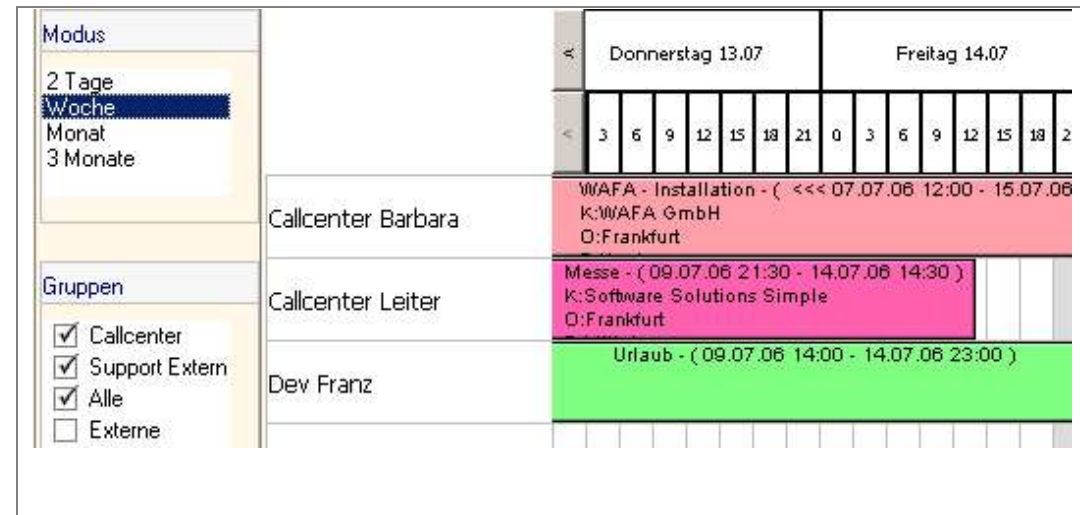 Modus
2 Tage
Woche
Monat
3 Monate
Gruppen
Callcenter
Support Extern
Alle
Externe
< Donnerstag 13.07 Freitag 14.07
< 3 6 9 12 15 18 21 0 3 6 9 12 15 18 2
Callcenter Barbara
WAFA - Installation - ( <<< 07.07.06 12:00 - 15.07.06
K:WAFA GmbH
O:Frankfurt
Callcenter Leiter
Messe - ( 09.07.06 21:30 - 14.07.06 14:30 )
K:Software Solutions Simple
O:Frankfurt
Dev Franz
Urlaub - ( 09.07.06 14:00 - 14.07.06 23:00 )